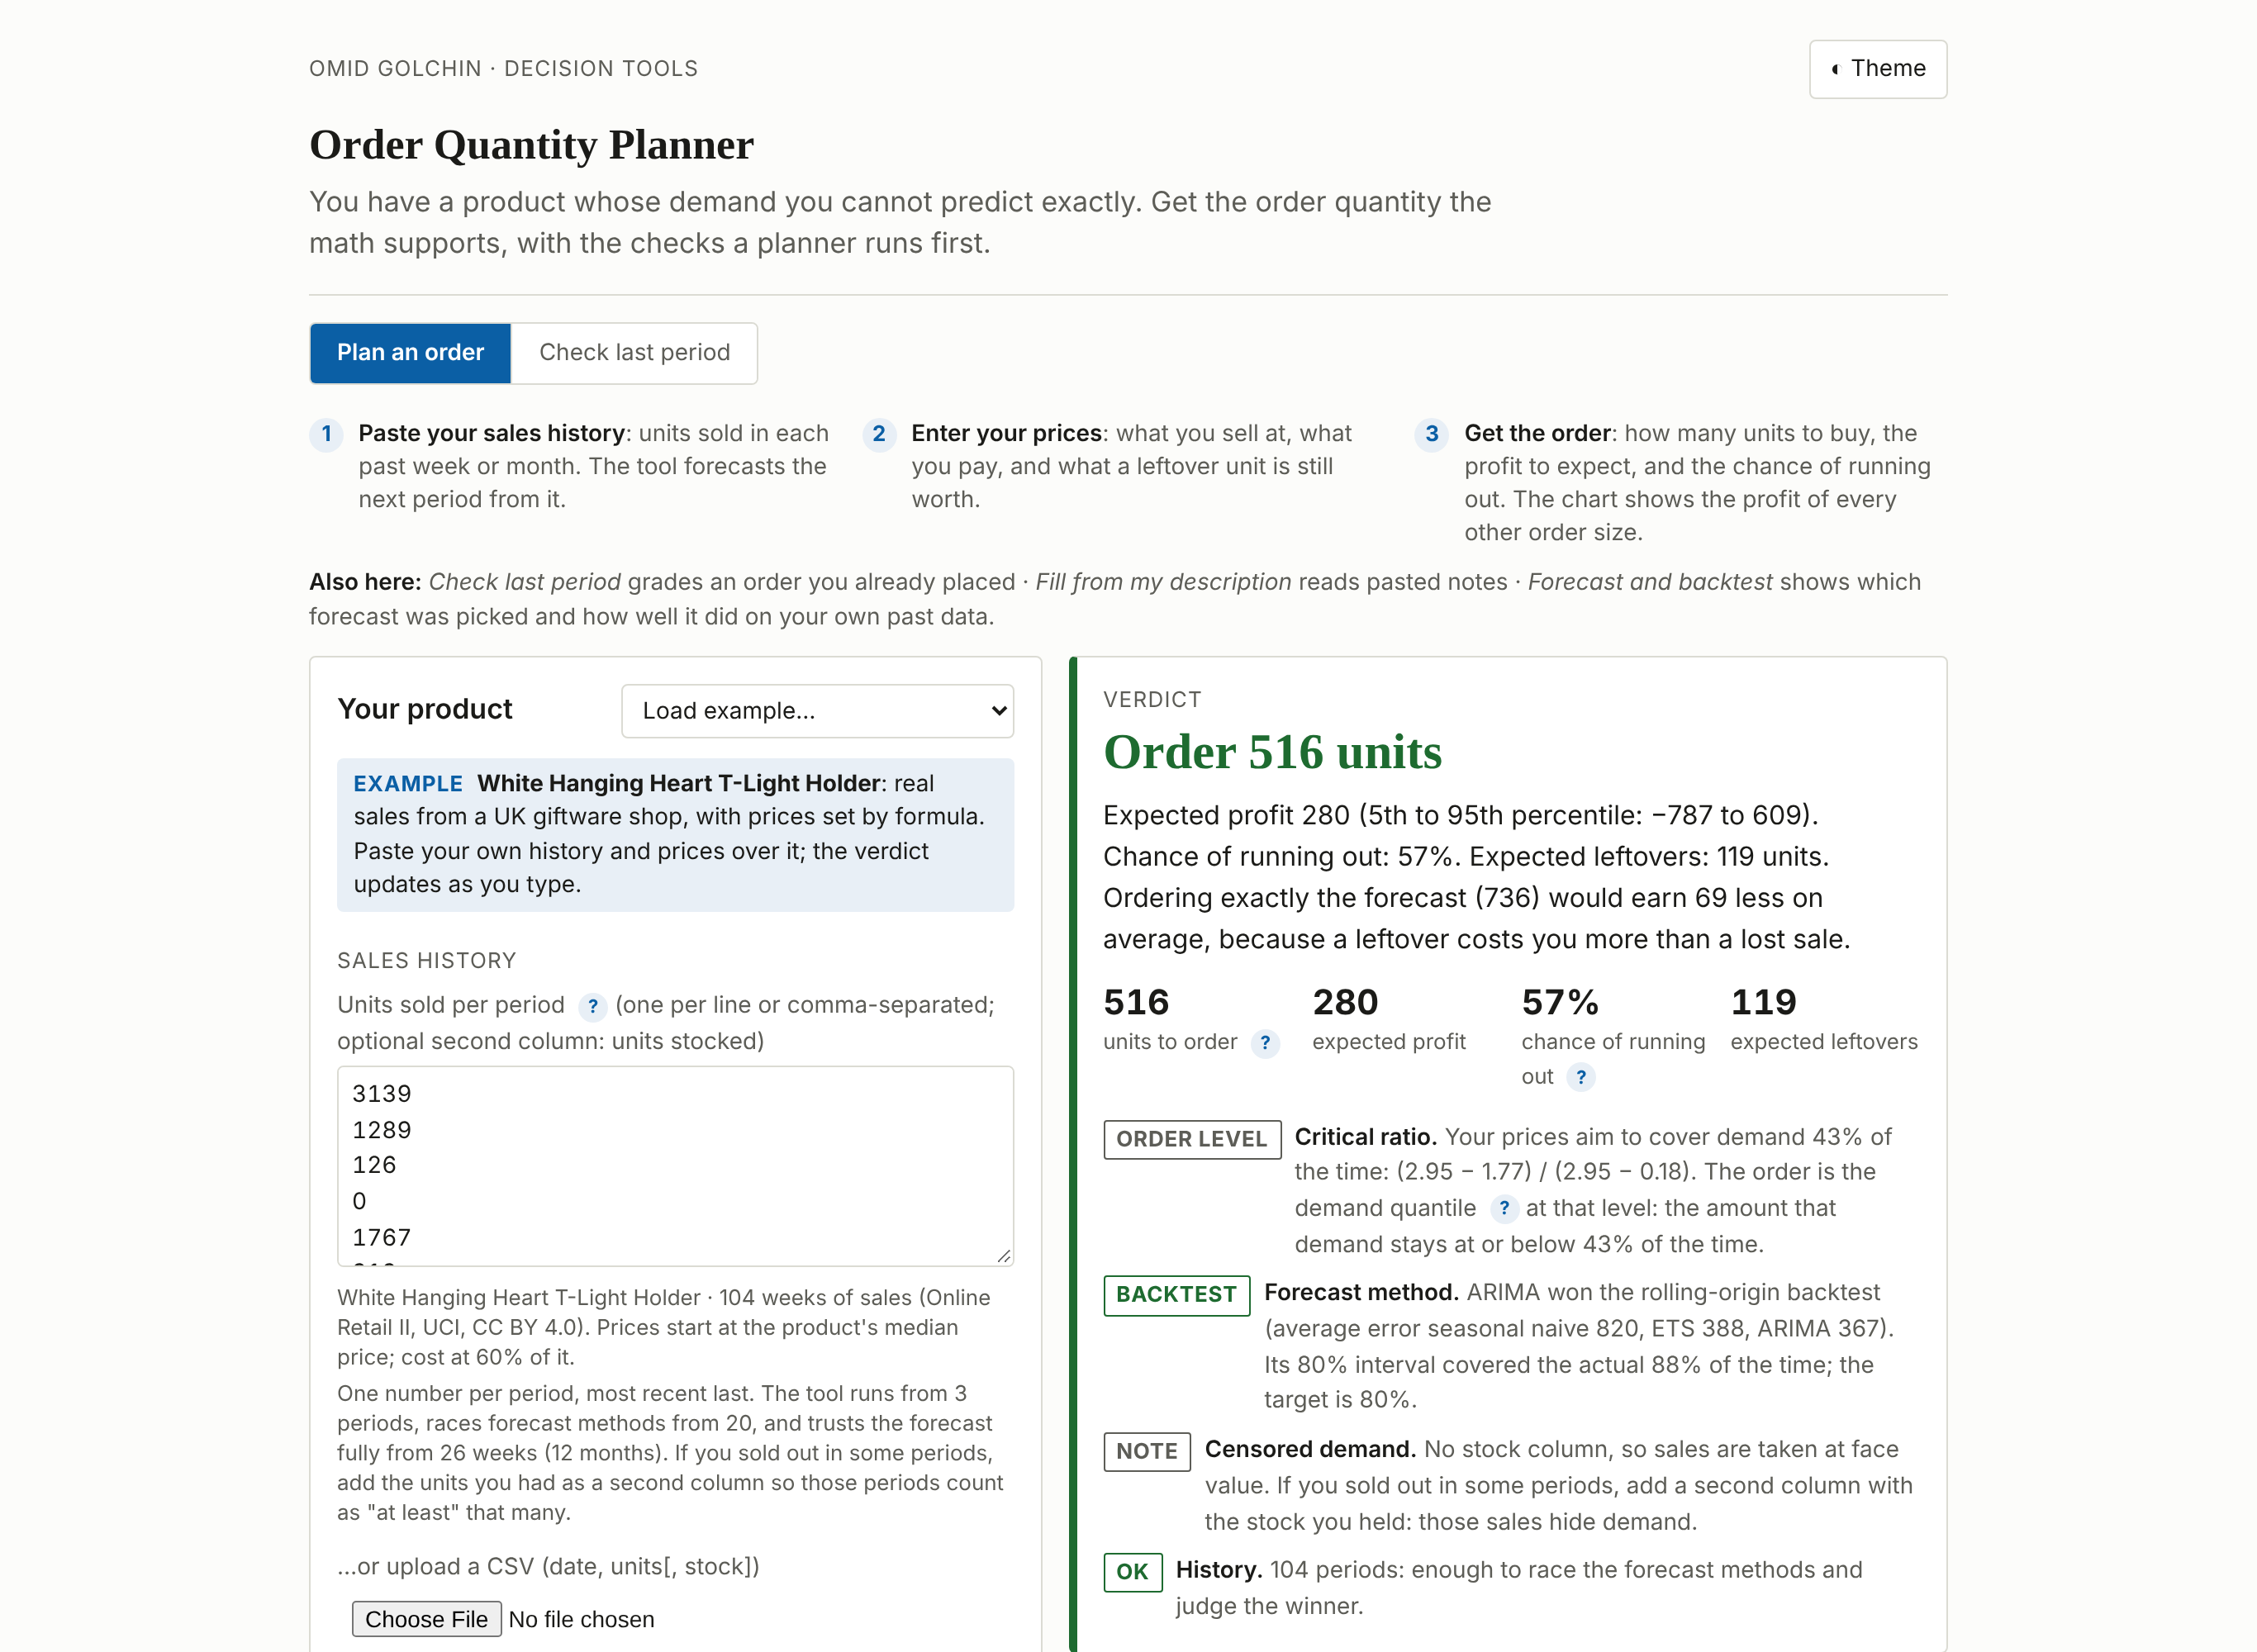 OMID GOLCHIN · DECISION TOOLS
Theme
Order Quantity Planner
You have a product whose demand you cannot predict exactly. Get the order quantity the
math supports, with the checks a planner runs first.
Plan an order
Check last period
1 Paste your sales history: units sold in each
past week or month. The tool forecasts the
next period from it.
2 Enter your prices: what you sell at, what
you pay, and what a leftover unit is still
worth.
3 Get the order: how many units to buy, the
profit to expect, and the chance of running
out. The chart shows the profit of every
other order size.
Also here: Check last period grades an order you already placed · Fill from my description reads pasted notes · Forecast and backtest shows which
forecast was picked and how well it did on your own past data.
Your product
Load example...
EXAMPLE White Hanging Heart T-Light Holder: real
sales from a UK giftware shop, with prices set by formula.
Paste your own history and prices over it; the verdict
updates as you type.
SALES HISTORY
Units sold per period ? (one per line or comma-separated;
optional second column: units stocked)
3139
1289
126
0
1767
White Hanging Heart T-Light Holder · 104 weeks of sales (Online
Retail II, UCI, CC BY 4.0). Prices start at the product's median
price; cost at 60% of it.
One number per period, most recent last. The tool runs from 3
periods, races forecast methods from 20, and trusts the forecast
fully from 26 weeks (12 months). If you sold out in some periods,
add the units you had as a second column so those periods count
as "at least" that many.
...or upload a CSV (date, units[, stock])
Choose File No file chosen
VERDICT
Order 516 units
Expected profit 280 (5th to 95th percentile: −787 to 609).
Chance of running out: 57%. Expected leftovers: 119 units.
Ordering exactly the forecast (736) would earn 69 less on
average, because a leftover costs you more than a lost sale.
516
units to order ?
280
expected profit
57%
chance of running
out ?
119
expected leftovers
ORDER LEVEL Critical ratio. Your prices aim to cover demand 43% of
the time: (2.95 − 1.77) / (2.95 − 0.18). The order is the
demand quantile ? at that level: the amount that
demand stays at or below 43% of the time.
BACKTEST Forecast method. ARIMA won the rolling-origin backtest
(average error seasonal naive 820, ETS 388, ARIMA 367).
Its 80% interval covered the actual 88% of the time; the
target is 80%.
NOTE Censored demand. No stock column, so sales are taken at face
value. If you sold out in some periods, add a second column with
the stock you held: those sales hide demand.
OK History. 104 periods: enough to race the forecast methods and
judge the winner.